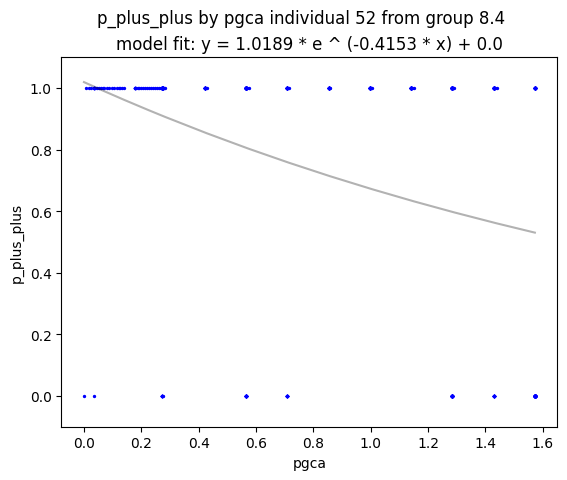 p_plus_plus by pgca individual 52 from group 8.4
model fit: y = 1.0189 * e ^ (-0.4153 * x) + 0.0
1.0
0.8
0.6
0.4
0.2
0.0
p_plus_plus
0.0 0.2 0.4 0.6 0.8 1.0 1.2 1.4 1.6
pgca